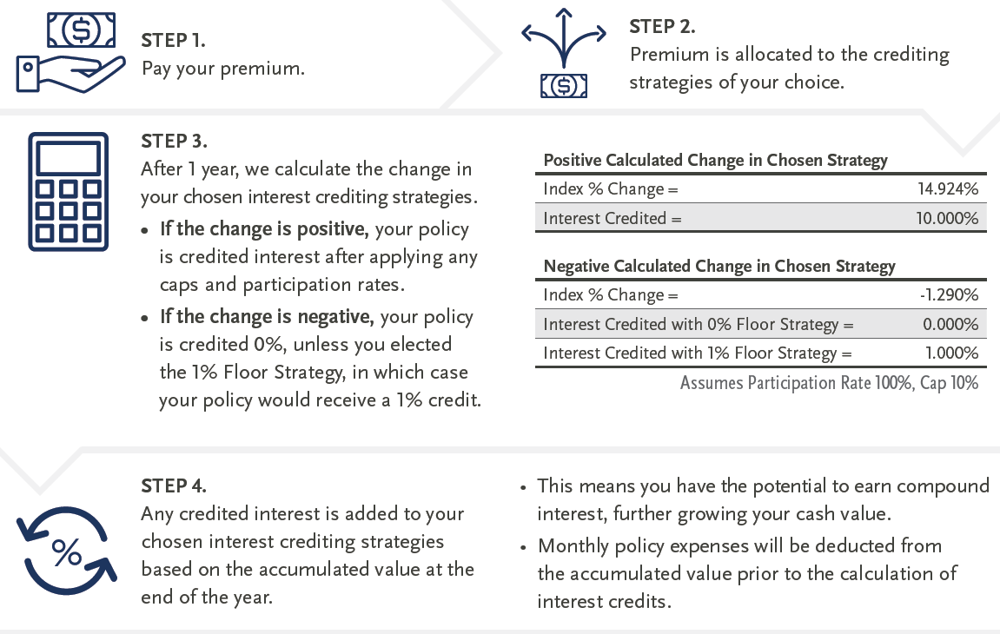 STEP 1.
Pay your premium.
STEP 2.
Premium is allocated to the crediting
strategies of your choice.
STEP 3.
After 1 year, we calculate the change in
your chosen interest crediting strategies.
• If the change is positive, your policy
is credited interest after applying any
caps and participation rates.
• If the change is negative, your policy
is credited 0%, unless you elected
the 1% Floor Strategy, in which case
your policy would receive a 1% credit.
Positive Calculated Change in Chosen Strategy
Index % Change = 14.924%
Interest Credited = 10.000%
Negative Calculated Change in Chosen Strategy
Index % Change = -1.290%
Interest Credited with 0% Floor Strategy = 0.000%
Interest Credited with 1% Floor Strategy = 1.000%
Assumes Participation Rate 100%, Cap 10%
STEP 4.
Any credited interest is added to your
chosen interest crediting strategies
based on the accumulated value at the
end of the year.
• This means you have the potential to earn compound
interest, further growing your cash value.
• Monthly policy expenses will be deducted from
the accumulated value prior to the calculation of
interest credits.
$
$
%